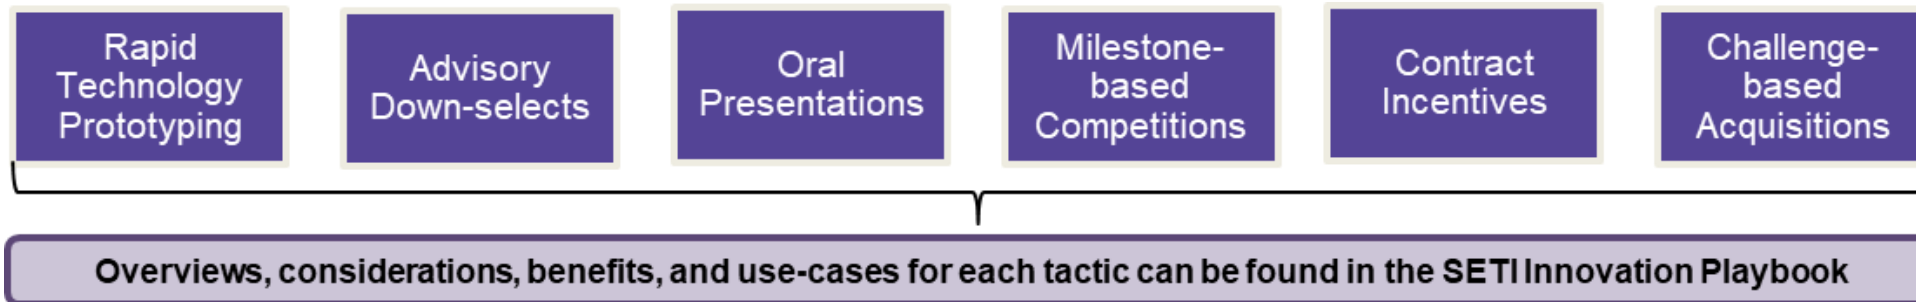 Rapid
Technology
Prototyping
Advisory
Down-selects
Oral
Presentations
Milestone-
based
Competitions
Contract
Incentives
Challenge-
based
Acquisitions
Overviews, considerations, benefits, and use-cases for each tactic can be found in the SETI Innovation Playbook